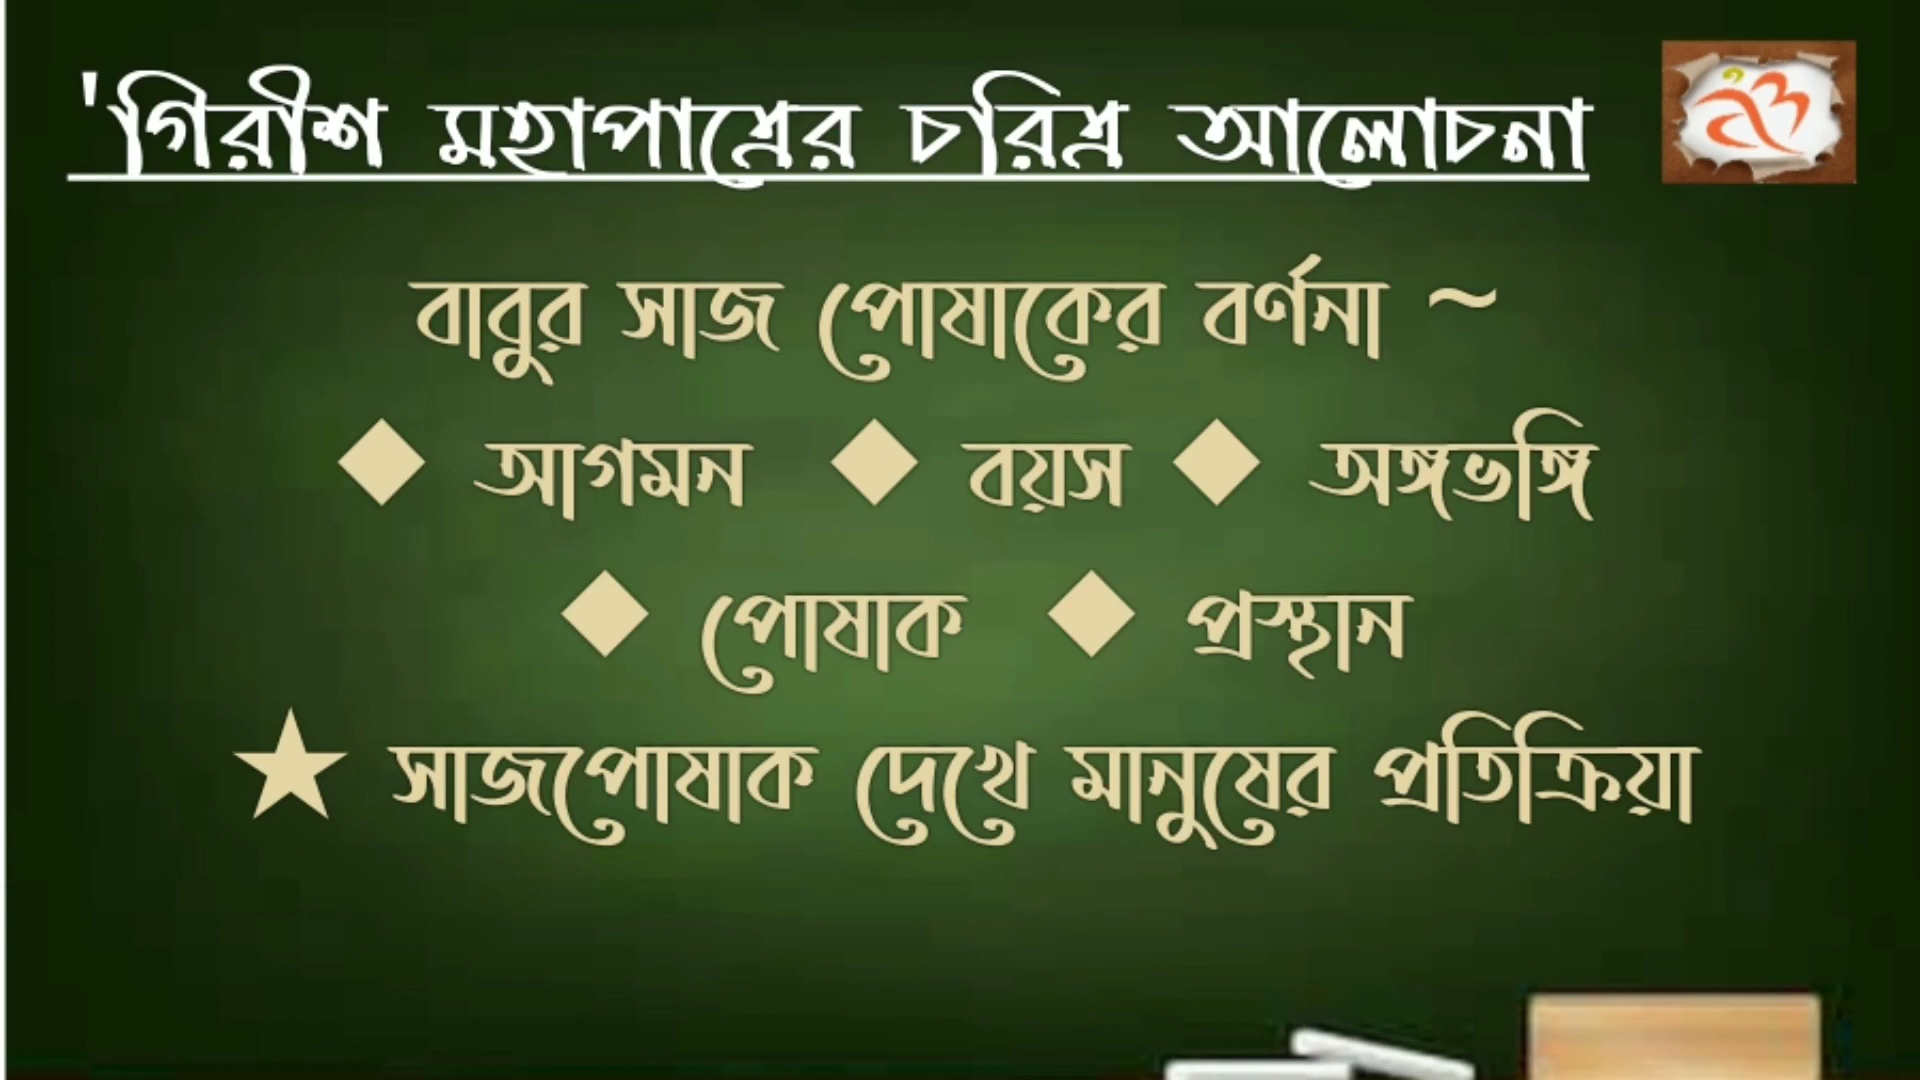 'গিরীশ মহাপাত্রের চরিত্র আলোচনা
বাবুর সাজ পোষাকের বর্ণনা ~
◆ আগমন ◆ বয়স ◆ অঙ্গভঙ্গি
◆ পোষাক ◆ প্রস্থান
★ সাজপোষাক দেখে মানুষের প্রতিক্রিয়া